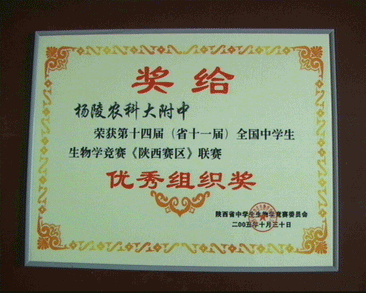 奖给
杨陵农科大附中
荣获第十四届（省十一届）全国中学生
生物学竞赛《陕西赛区》联赛
优秀组织奖
陕西省中学生生物学竞赛委员会
二00五年十月三十日